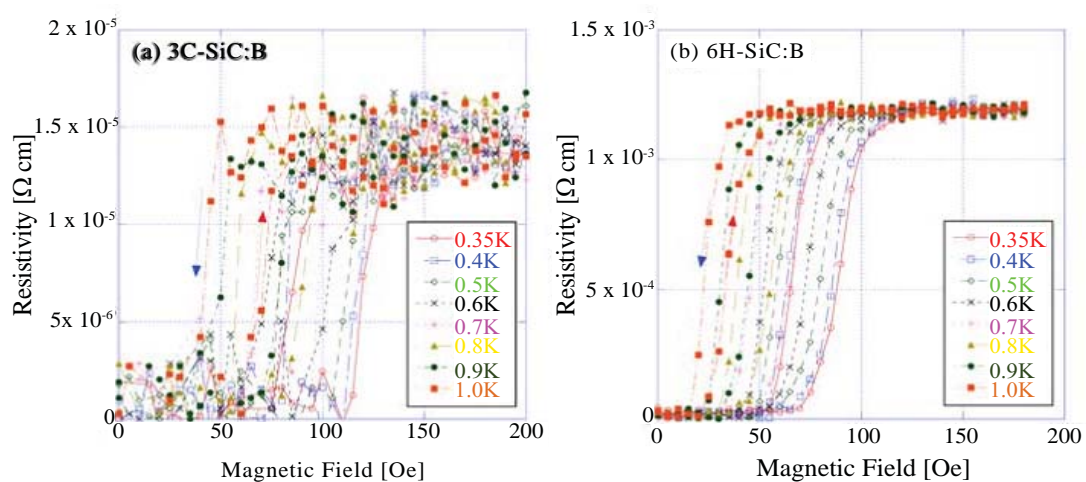 2 x 10⁻⁵
(a) 3C-SiC:B
1.5 x 10⁻⁵
1 x 10⁻⁵
5x 10⁻⁶
0
Resistivity [Ω cm]
0.35K
0.4K
0.5K
0.6K
0.7K
0.8K
0.9K
1.0K
0 50 100 150 200
Magnetic Field [Oe]
1.5 x 10⁻³
(b) 6H-SiC:B
1 x 10⁻³
5 x 10⁻⁴
0
Resistivity [Ω cm]
0.35K
0.4K
0.5K
0.6K
0.7K
0.8K
0.9K
1.0K
0 50 100 150 200
Magnetic Field [Oe]